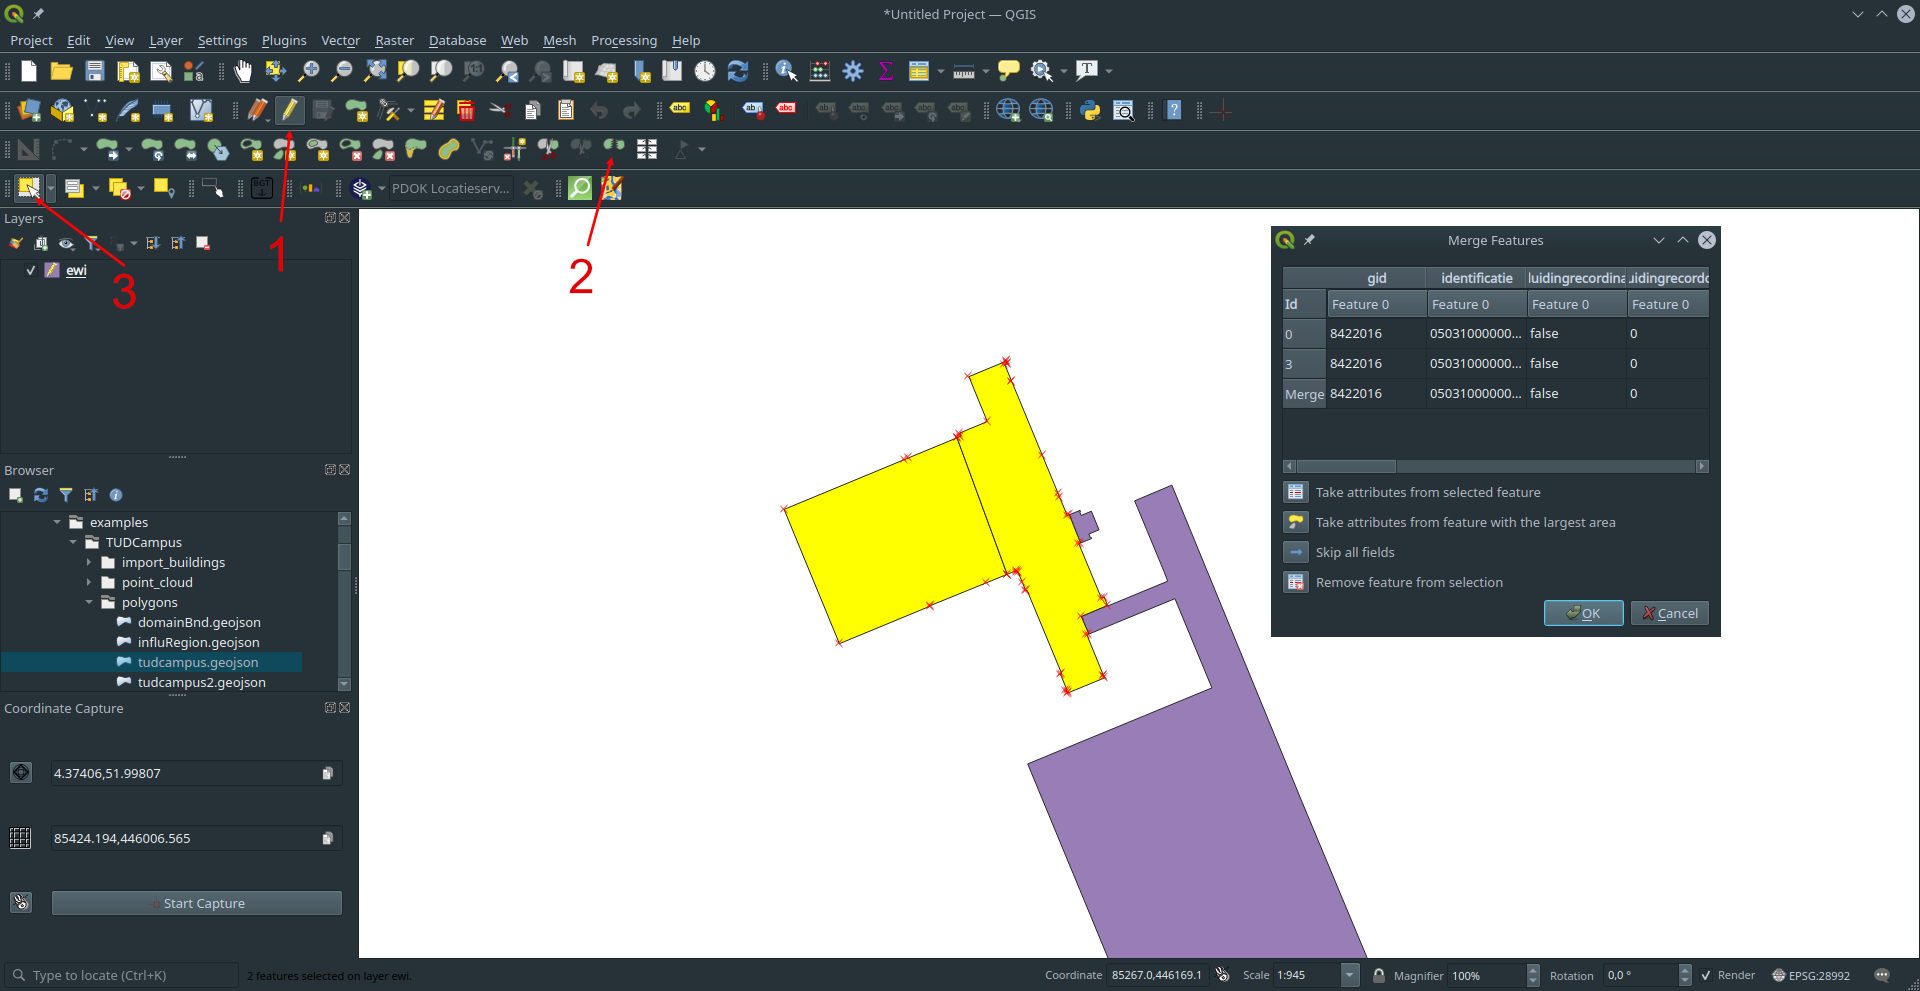 *Untitled Project — QGIS
Project Edit View Layer Settings Plugins Vector Raster Database Web Mesh Processing Help
T
abc abc abc
PDOK Locatieserv...
BGT
1
2
3
Layers
ewi
Browser
examples
TUDCampus
import_buildings
point_cloud
polygons
domainBnd.geojson
influRegion.geojson
tudcampus.geojson
tudcampus2.geojson
Coordinate Capture
4.37406,51.99807
85424.194,446006.565
Start Capture
Merge Features
gid identificatie luidingrecordina uidingrecordc
Id Feature 0 Feature 0 Feature 0 Feature 0
0 8422016 05031000000... false 0
3 8422016 05031000000... false 0
Merge 8422016 05031000000... false 0
Take attributes from selected feature
Take attributes from feature with the largest area
Skip all fields
Remove feature from selection
OK Cancel
Type to locate (Ctrl+K) 2 features selected on layer ewi. Coordinate 85267.0,446169.1 Scale 1:945 Magnifier 100% Rotation 0,0 ° Render EPSG:28992